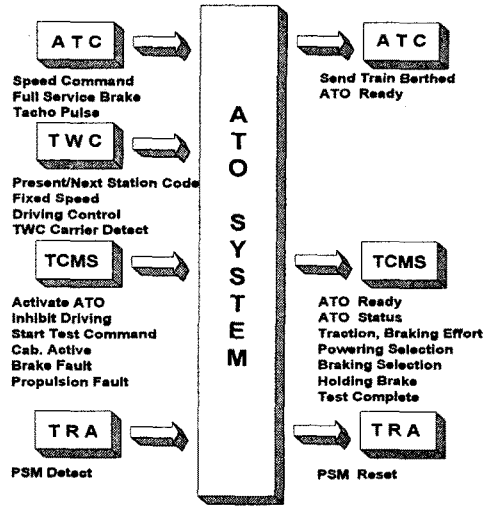 ATC
Speed Command
Full Service Brake
Tacho Pulse
TWC
Present/Next Station Code
Fixed Speed
Driving Control
TWC Carrier Detect
TCMS
Activate ATO
Inhibit Driving
Start Test Command
Cab. Active
Brake Fault
Propulsion Fault
TRA
PSM Detect
ATO SYSTEM
ATC
Send Train Berthed
ATO Ready
TCMS
ATO Ready
ATO Status
Traction, Braking Effort
Powering Selection
Braking Selection
Holding Brake
Test Complete
TRA
PSM Reset